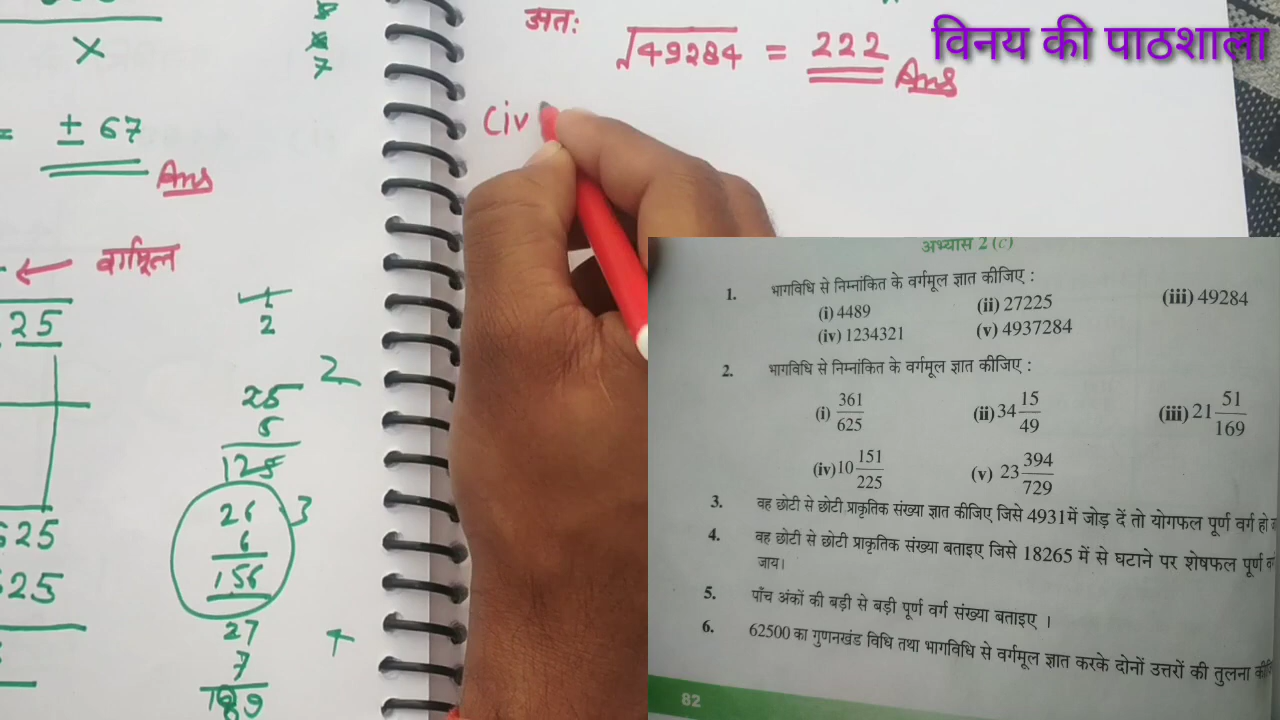 विनय की पाठशाला
अतः
√49284 = 222 Ans
(iv
= ± 67
Ans
← वर्गमूल
25
1
2
2
25
5
125
26
6
156
3
27
7
189
625
625
7
अभ्यास 2 (c)
1. भागविधि से निम्नांकित के वर्गमूल ज्ञात कीजिए :
(i) 4489 (ii) 27225 (iii) 49284
(iv) 1234321 (v) 4937284
2. भागविधि से निम्नांकित के वर्गमूल ज्ञात कीजिए :
(i) 361/625 (ii) 34 15/49 (iii) 21 51/169
(iv) 10 151/225 (v) 23 394/729
3. वह छोटी से छोटी प्राकृतिक संख्या ज्ञात कीजिए जिसे 4931में जोड़ दें तो योगफल पूर्ण वर्ग हो
4. वह छोटी से छोटी प्राकृतिक संख्या बताइए जिसे 18265 में से घटाने पर शेषफल पूर्ण
जाय।
5. पाँच अंकों की बड़ी से बड़ी पूर्ण वर्ग संख्या बताइए ।
6. 62500 का गुणनखंड विधि तथा भागविधि से वर्गमूल ज्ञात करके दोनों उत्तरों की तुलना
82